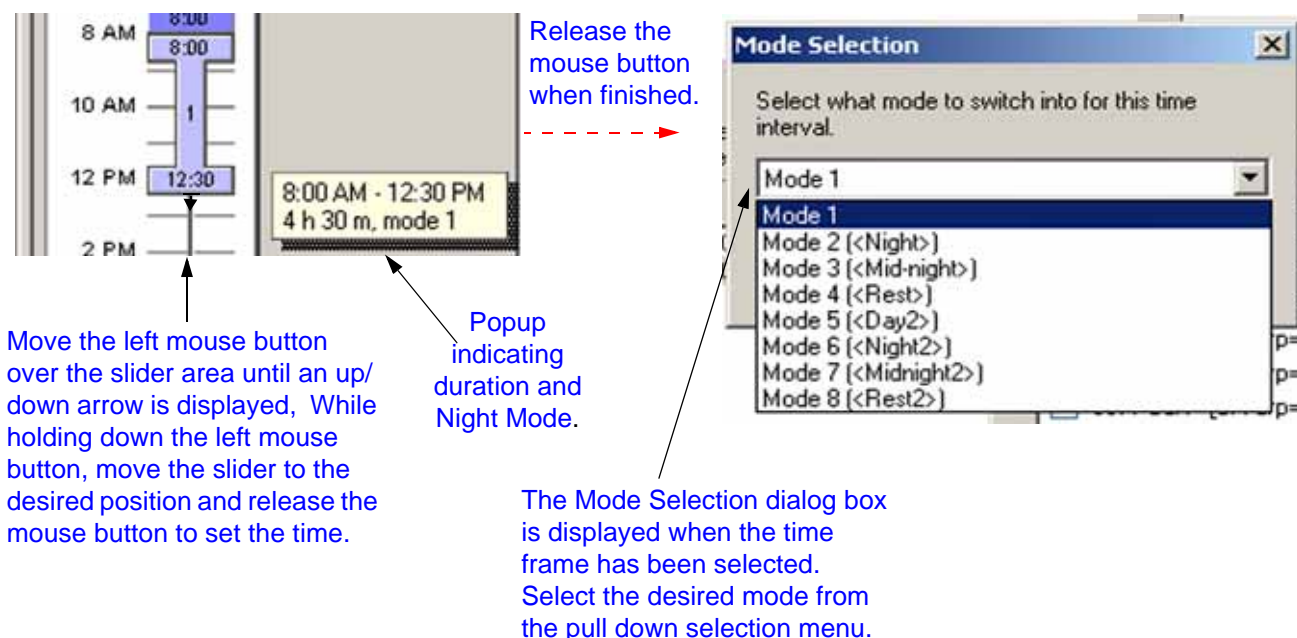 8:00
8 AM
8:00
10 AM
1
12 PM
12:30
2 PM
8:00 AM - 12:30 PM
4 h 30 m, mode 1
Release the
mouse button
when finished.
Mode Selection
Select what mode to switch into for this time
interval.
Mode 1
Mode 1
Mode 2 (<Night>)
Mode 3 (<Mid-night>)
Mode 4 (<Rest>)
Mode 5 (<Day2>)
Mode 6 (<Night2>)
Mode 7 (<Midnight2>)
Mode 8 (<Rest2>)
Move the left mouse button
over the slider area until an up/
down arrow is displayed, While
holding down the left mouse
button, move the slider to the
desired position and release the
mouse button to set the time.
Popup
indicating
duration and
Night Mode.
The Mode Selection dialog box
is displayed when the time
frame has been selected.
Select the desired mode from
the pull down selection menu.